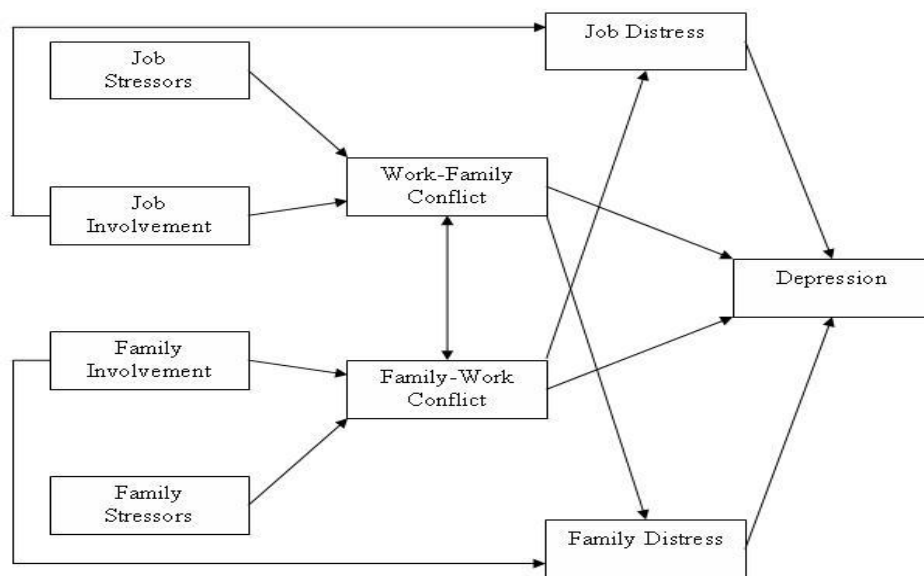 Job Distress
Job
Stressors
Work-Family
Conflict
Job
Involvement
Depression
Family
Involvement
Family-Work
Conflict
Family
Stressors
Family Distress